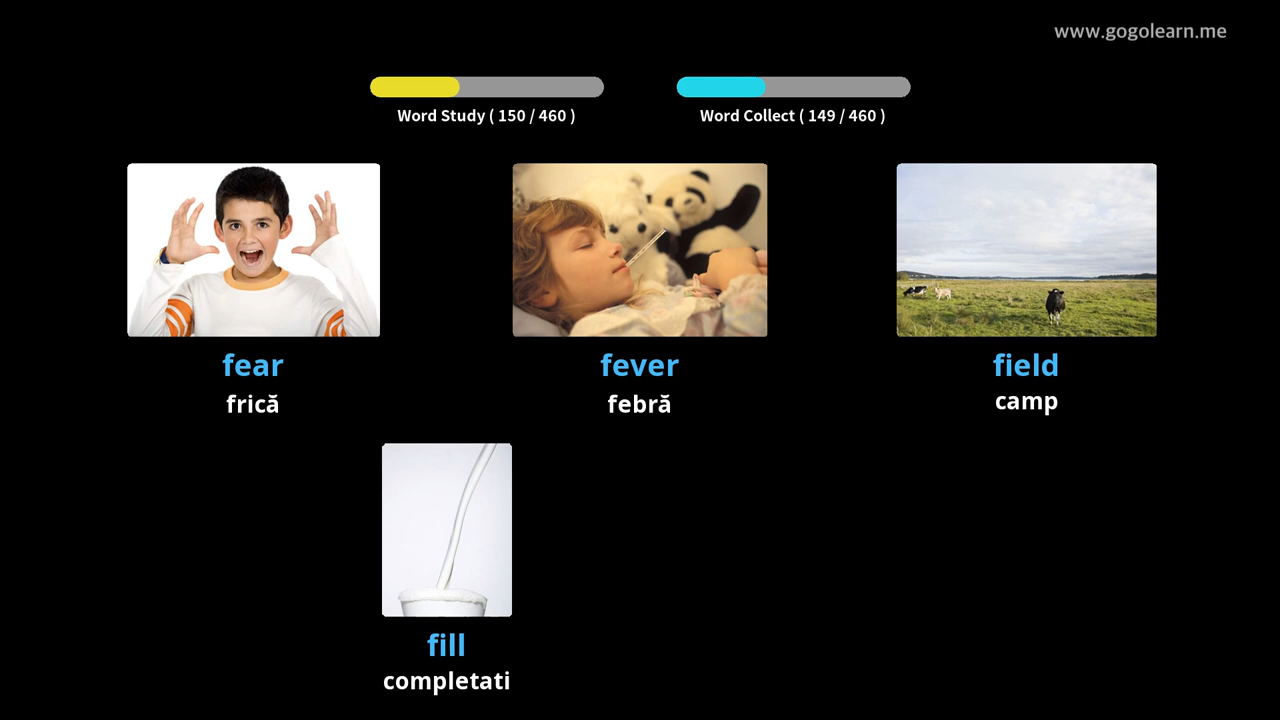 www.gogolearn.me
Word Study ( 150 / 460 )
Word Collect ( 149 / 460 )
fear
frică
fever
febră
field
camp
fill
completati